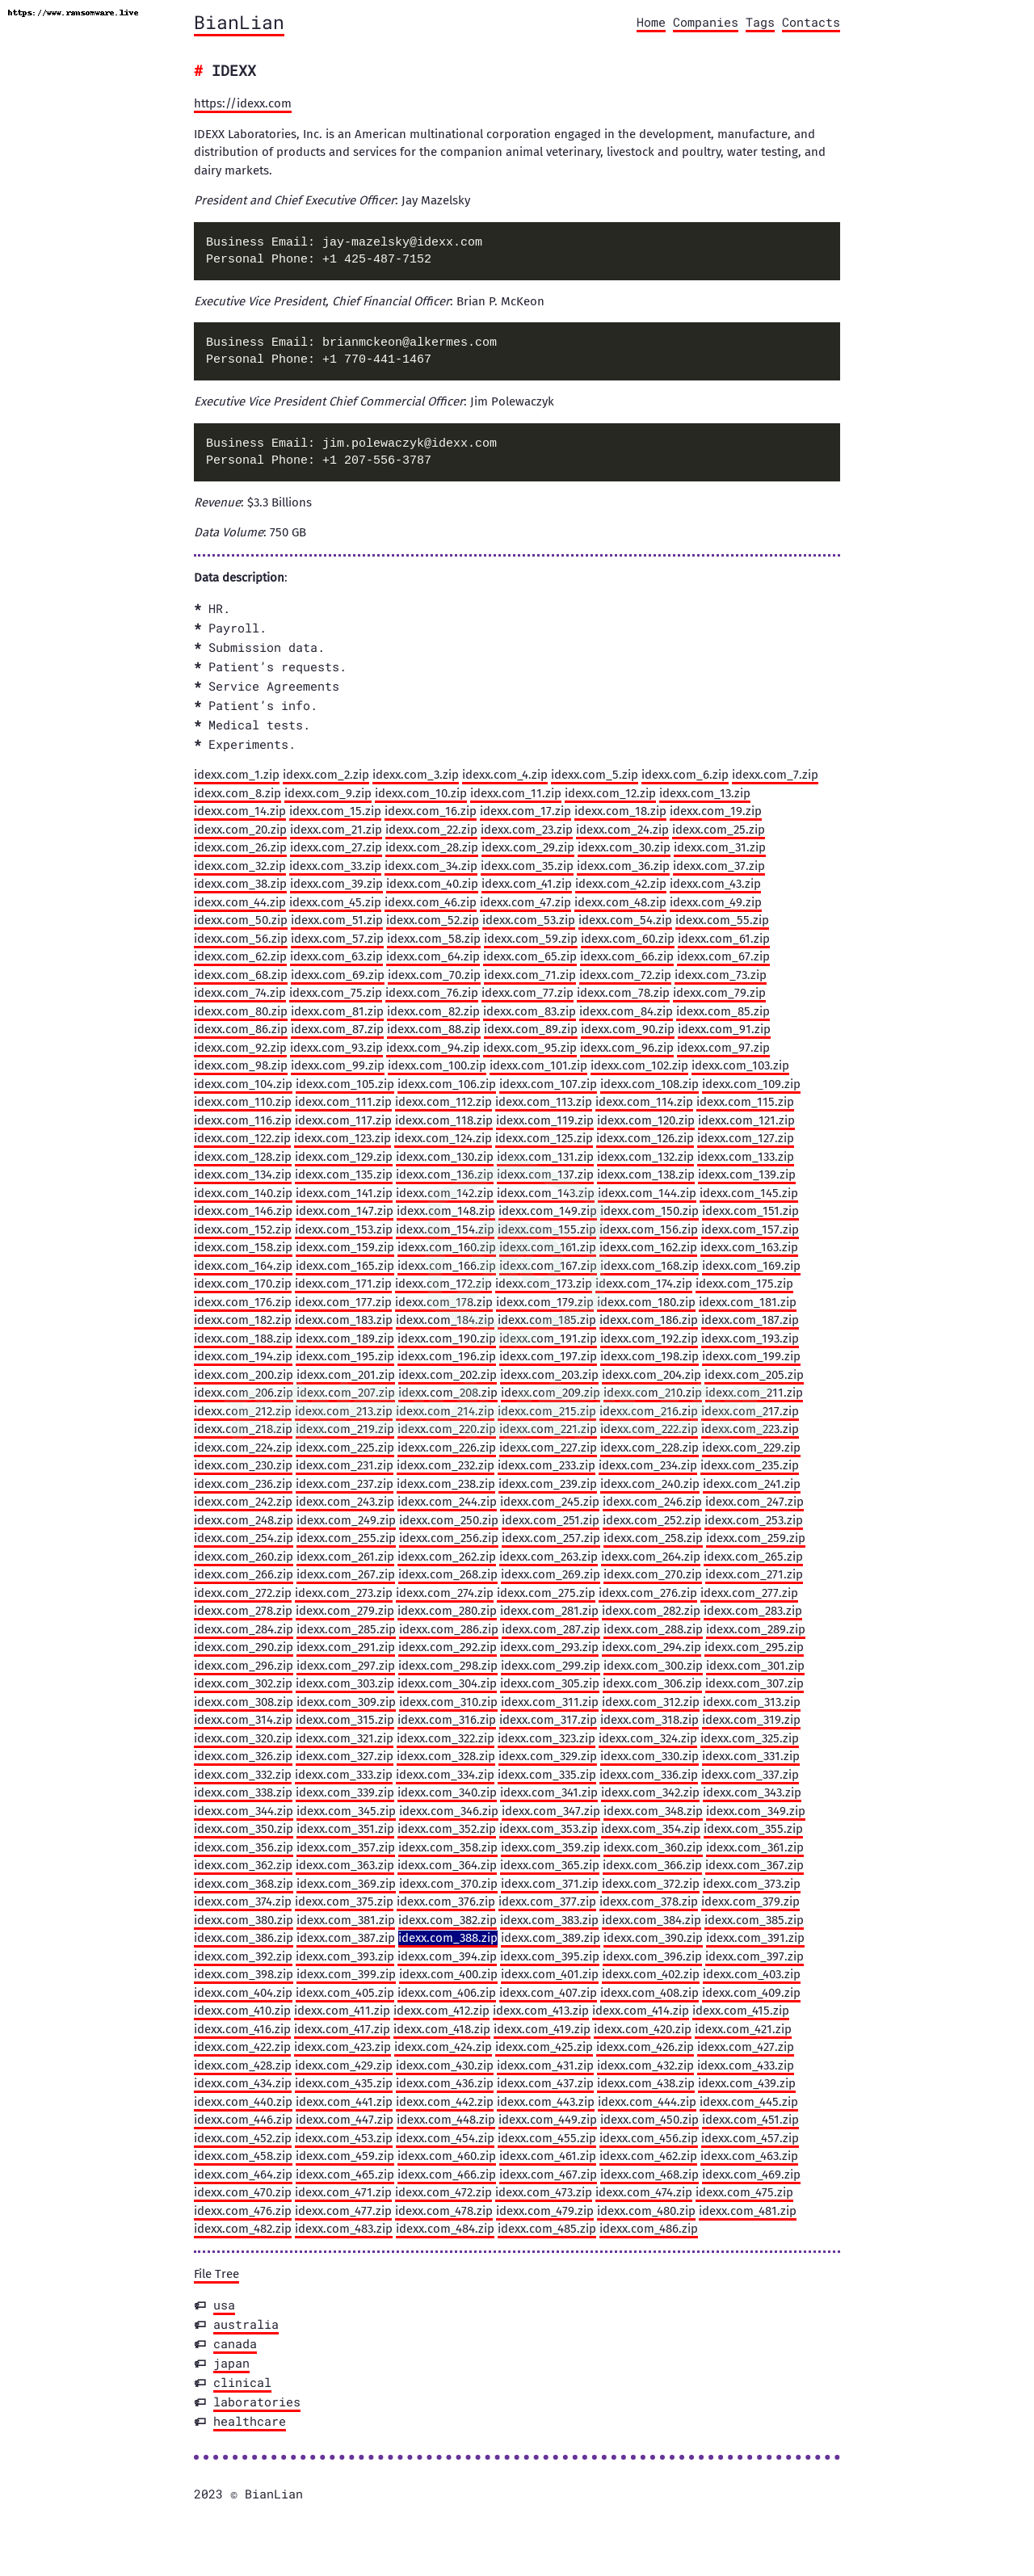 https://www.ransomware.live
BianLian
Home Companies Tags Contacts
# IDEXX
https://idexx.com
IDEXX Laboratories, Inc. is an American multinational corporation engaged in the development, manufacture, and
distribution of products and services for the companion animal veterinary, livestock and poultry, water testing, and
dairy markets.
President and Chief Executive Officer: Jay Mazelsky
Business Email: jay-mazelsky@idexx.com
Personal Phone: +1 425-487-7152
Executive Vice President, Chief Financial Officer: Brian P. McKeon
Business Email: brianmckeon@alkermes.com
Personal Phone: +1 770-441-1467
Executive Vice President Chief Commercial Officer: Jim Polewaczyk
Business Email: jim.polewaczyk@idexx.com
Personal Phone: +1 207-556-3787
Revenue: $3.3 Billions
Data Volume: 750 GB
Data description:
* HR.
* Payroll.
* Submission data.
* Patient's requests.
* Service Agreements
* Patient's info.
* Medical tests.
* Experiments.
idexx.com_1.zip idexx.com_2.zip idexx.com_3.zip idexx.com_4.zip idexx.com_5.zip idexx.com_6.zip idexx.com_7.zip
idexx.com_8.zip idexx.com_9.zip idexx.com_10.zip idexx.com_11.zip idexx.com_12.zip idexx.com_13.zip
idexx.com_14.zip idexx.com_15.zip idexx.com_16.zip idexx.com_17.zip idexx.com_18.zip idexx.com_19.zip
idexx.com_20.zip idexx.com_21.zip idexx.com_22.zip idexx.com_23.zip idexx.com_24.zip idexx.com_25.zip
idexx.com_26.zip idexx.com_27.zip idexx.com_28.zip idexx.com_29.zip idexx.com_30.zip idexx.com_31.zip
idexx.com_32.zip idexx.com_33.zip idexx.com_34.zip idexx.com_35.zip idexx.com_36.zip idexx.com_37.zip
idexx.com_38.zip idexx.com_39.zip idexx.com_40.zip idexx.com_41.zip idexx.com_42.zip idexx.com_43.zip
idexx.com_44.zip idexx.com_45.zip idexx.com_46.zip idexx.com_47.zip idexx.com_48.zip idexx.com_49.zip
idexx.com_50.zip idexx.com_51.zip idexx.com_52.zip idexx.com_53.zip idexx.com_54.zip idexx.com_55.zip
idexx.com_56.zip idexx.com_57.zip idexx.com_58.zip idexx.com_59.zip idexx.com_60.zip idexx.com_61.zip
idexx.com_62.zip idexx.com_63.zip idexx.com_64.zip idexx.com_65.zip idexx.com_66.zip idexx.com_67.zip
idexx.com_68.zip idexx.com_69.zip idexx.com_70.zip idexx.com_71.zip idexx.com_72.zip idexx.com_73.zip
idexx.com_74.zip idexx.com_75.zip idexx.com_76.zip idexx.com_77.zip idexx.com_78.zip idexx.com_79.zip
idexx.com_80.zip idexx.com_81.zip idexx.com_82.zip idexx.com_83.zip idexx.com_84.zip idexx.com_85.zip
idexx.com_86.zip idexx.com_87.zip idexx.com_88.zip idexx.com_89.zip idexx.com_90.zip idexx.com_91.zip
idexx.com_92.zip idexx.com_93.zip idexx.com_94.zip idexx.com_95.zip idexx.com_96.zip idexx.com_97.zip
idexx.com_98.zip idexx.com_99.zip idexx.com_100.zip idexx.com_101.zip idexx.com_102.zip idexx.com_103.zip
idexx.com_104.zip idexx.com_105.zip idexx.com_106.zip idexx.com_107.zip idexx.com_108.zip idexx.com_109.zip
idexx.com_110.zip idexx.com_111.zip idexx.com_112.zip idexx.com_113.zip idexx.com_114.zip idexx.com_115.zip
idexx.com_116.zip idexx.com_117.zip idexx.com_118.zip idexx.com_119.zip idexx.com_120.zip idexx.com_121.zip
idexx.com_122.zip idexx.com_123.zip idexx.com_124.zip idexx.com_125.zip idexx.com_126.zip idexx.com_127.zip
idexx.com_128.zip idexx.com_129.zip idexx.com_130.zip idexx.com_131.zip idexx.com_132.zip idexx.com_133.zip
idexx.com_134.zip idexx.com_135.zip idexx.com_136.zip idexx.com_137.zip idexx.com_138.zip idexx.com_139.zip
idexx.com_140.zip idexx.com_141.zip idexx.com_142.zip idexx.com_143.zip idexx.com_144.zip idexx.com_145.zip
idexx.com_146.zip idexx.com_147.zip idexx.com_148.zip idexx.com_149.zip idexx.com_150.zip idexx.com_151.zip
idexx.com_152.zip idexx.com_153.zip idexx.com_154.zip idexx.com_155.zip idexx.com_156.zip idexx.com_157.zip
idexx.com_158.zip idexx.com_159.zip idexx.com_160.zip idexx.com_161.zip idexx.com_162.zip idexx.com_163.zip
idexx.com_164.zip idexx.com_165.zip idexx.com_166.zip idexx.com_167.zip idexx.com_168.zip idexx.com_169.zip
idexx.com_170.zip idexx.com_171.zip idexx.com_172.zip idexx.com_173.zip idexx.com_174.zip idexx.com_175.zip
idexx.com_176.zip idexx.com_177.zip idexx.com_178.zip idexx.com_179.zip idexx.com_180.zip idexx.com_181.zip
idexx.com_182.zip idexx.com_183.zip idexx.com_184.zip idexx.com_185.zip idexx.com_186.zip idexx.com_187.zip
idexx.com_188.zip idexx.com_189.zip idexx.com_190.zip idexx.com_191.zip idexx.com_192.zip idexx.com_193.zip
idexx.com_194.zip idexx.com_195.zip idexx.com_196.zip idexx.com_197.zip idexx.com_198.zip idexx.com_199.zip
idexx.com_200.zip idexx.com_201.zip idexx.com_202.zip idexx.com_203.zip idexx.com_204.zip idexx.com_205.zip
idexx.com_206.zip idexx.com_207.zip idexx.com_208.zip idexx.com_209.zip idexx.com_210.zip idexx.com_211.zip
idexx.com_212.zip idexx.com_213.zip idexx.com_214.zip idexx.com_215.zip idexx.com_216.zip idexx.com_217.zip
idexx.com_218.zip idexx.com_219.zip idexx.com_220.zip idexx.com_221.zip idexx.com_222.zip idexx.com_223.zip
idexx.com_224.zip idexx.com_225.zip idexx.com_226.zip idexx.com_227.zip idexx.com_228.zip idexx.com_229.zip
idexx.com_230.zip idexx.com_231.zip idexx.com_232.zip idexx.com_233.zip idexx.com_234.zip idexx.com_235.zip
idexx.com_236.zip idexx.com_237.zip idexx.com_238.zip idexx.com_239.zip idexx.com_240.zip idexx.com_241.zip
idexx.com_242.zip idexx.com_243.zip idexx.com_244.zip idexx.com_245.zip idexx.com_246.zip idexx.com_247.zip
idexx.com_248.zip idexx.com_249.zip idexx.com_250.zip idexx.com_251.zip idexx.com_252.zip idexx.com_253.zip
idexx.com_254.zip idexx.com_255.zip idexx.com_256.zip idexx.com_257.zip idexx.com_258.zip idexx.com_259.zip
idexx.com_260.zip idexx.com_261.zip idexx.com_262.zip idexx.com_263.zip idexx.com_264.zip idexx.com_265.zip
idexx.com_266.zip idexx.com_267.zip idexx.com_268.zip idexx.com_269.zip idexx.com_270.zip idexx.com_271.zip
idexx.com_272.zip idexx.com_273.zip idexx.com_274.zip idexx.com_275.zip idexx.com_276.zip idexx.com_277.zip
idexx.com_278.zip idexx.com_279.zip idexx.com_280.zip idexx.com_281.zip idexx.com_282.zip idexx.com_283.zip
idexx.com_284.zip idexx.com_285.zip idexx.com_286.zip idexx.com_287.zip idexx.com_288.zip idexx.com_289.zip
idexx.com_290.zip idexx.com_291.zip idexx.com_292.zip idexx.com_293.zip idexx.com_294.zip idexx.com_295.zip
idexx.com_296.zip idexx.com_297.zip idexx.com_298.zip idexx.com_299.zip idexx.com_300.zip idexx.com_301.zip
idexx.com_302.zip idexx.com_303.zip idexx.com_304.zip idexx.com_305.zip idexx.com_306.zip idexx.com_307.zip
idexx.com_308.zip idexx.com_309.zip idexx.com_310.zip idexx.com_311.zip idexx.com_312.zip idexx.com_313.zip
idexx.com_314.zip idexx.com_315.zip idexx.com_316.zip idexx.com_317.zip idexx.com_318.zip idexx.com_319.zip
idexx.com_320.zip idexx.com_321.zip idexx.com_322.zip idexx.com_323.zip idexx.com_324.zip idexx.com_325.zip
idexx.com_326.zip idexx.com_327.zip idexx.com_328.zip idexx.com_329.zip idexx.com_330.zip idexx.com_331.zip
idexx.com_332.zip idexx.com_333.zip idexx.com_334.zip idexx.com_335.zip idexx.com_336.zip idexx.com_337.zip
idexx.com_338.zip idexx.com_339.zip idexx.com_340.zip idexx.com_341.zip idexx.com_342.zip idexx.com_343.zip
idexx.com_344.zip idexx.com_345.zip idexx.com_346.zip idexx.com_347.zip idexx.com_348.zip idexx.com_349.zip
idexx.com_350.zip idexx.com_351.zip idexx.com_352.zip idexx.com_353.zip idexx.com_354.zip idexx.com_355.zip
idexx.com_356.zip idexx.com_357.zip idexx.com_358.zip idexx.com_359.zip idexx.com_360.zip idexx.com_361.zip
idexx.com_362.zip idexx.com_363.zip idexx.com_364.zip idexx.com_365.zip idexx.com_366.zip idexx.com_367.zip
idexx.com_368.zip idexx.com_369.zip idexx.com_370.zip idexx.com_371.zip idexx.com_372.zip idexx.com_373.zip
idexx.com_374.zip idexx.com_375.zip idexx.com_376.zip idexx.com_377.zip idexx.com_378.zip idexx.com_379.zip
idexx.com_380.zip idexx.com_381.zip idexx.com_382.zip idexx.com_383.zip idexx.com_384.zip idexx.com_385.zip
idexx.com_386.zip idexx.com_387.zip idexx.com_388.zip idexx.com_389.zip idexx.com_390.zip idexx.com_391.zip
idexx.com_392.zip idexx.com_393.zip idexx.com_394.zip idexx.com_395.zip idexx.com_396.zip idexx.com_397.zip
idexx.com_398.zip idexx.com_399.zip idexx.com_400.zip idexx.com_401.zip idexx.com_402.zip idexx.com_403.zip
idexx.com_404.zip idexx.com_405.zip idexx.com_406.zip idexx.com_407.zip idexx.com_408.zip idexx.com_409.zip
idexx.com_410.zip idexx.com_411.zip idexx.com_412.zip idexx.com_413.zip idexx.com_414.zip idexx.com_415.zip
idexx.com_416.zip idexx.com_417.zip idexx.com_418.zip idexx.com_419.zip idexx.com_420.zip idexx.com_421.zip
idexx.com_422.zip idexx.com_423.zip idexx.com_424.zip idexx.com_425.zip idexx.com_426.zip idexx.com_427.zip
idexx.com_428.zip idexx.com_429.zip idexx.com_430.zip idexx.com_431.zip idexx.com_432.zip idexx.com_433.zip
idexx.com_434.zip idexx.com_435.zip idexx.com_436.zip idexx.com_437.zip idexx.com_438.zip idexx.com_439.zip
idexx.com_440.zip idexx.com_441.zip idexx.com_442.zip idexx.com_443.zip idexx.com_444.zip idexx.com_445.zip
idexx.com_446.zip idexx.com_447.zip idexx.com_448.zip idexx.com_449.zip idexx.com_450.zip idexx.com_451.zip
idexx.com_452.zip idexx.com_453.zip idexx.com_454.zip idexx.com_455.zip idexx.com_456.zip idexx.com_457.zip
idexx.com_458.zip idexx.com_459.zip idexx.com_460.zip idexx.com_461.zip idexx.com_462.zip idexx.com_463.zip
idexx.com_464.zip idexx.com_465.zip idexx.com_466.zip idexx.com_467.zip idexx.com_468.zip idexx.com_469.zip
idexx.com_470.zip idexx.com_471.zip idexx.com_472.zip idexx.com_473.zip idexx.com_474.zip idexx.com_475.zip
idexx.com_476.zip idexx.com_477.zip idexx.com_478.zip idexx.com_479.zip idexx.com_480.zip idexx.com_481.zip
idexx.com_482.zip idexx.com_483.zip idexx.com_484.zip idexx.com_485.zip idexx.com_486.zip
File Tree
usa
australia
canada
japan
clinical
laboratories
healthcare
2023 © BianLian